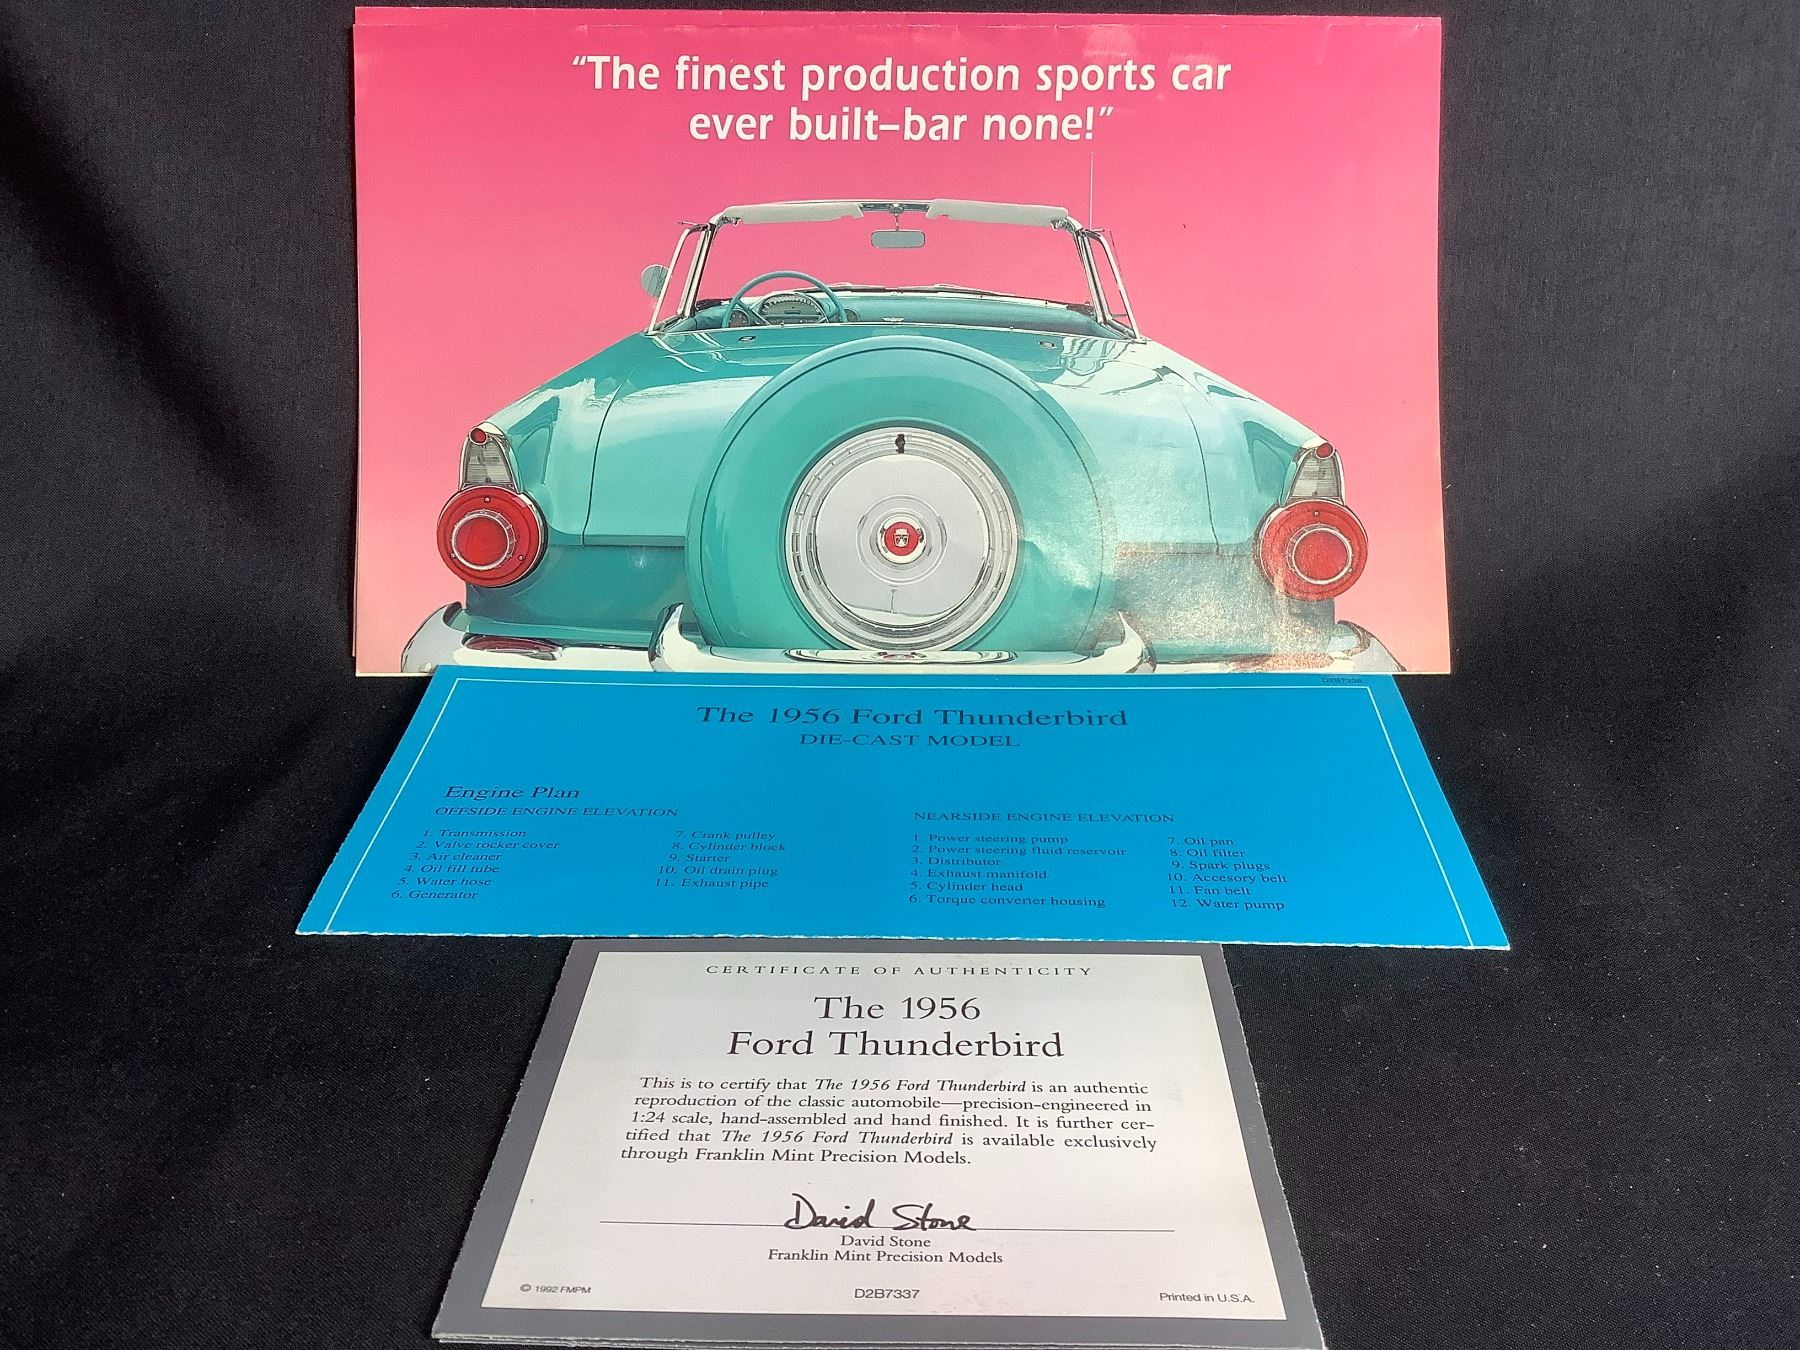 “The finest production sports car
ever built–bar none!”
D2B7336
The 1956 Ford Thunderbird
DIE-CAST MODEL
Engine Plan
OFFSIDE ENGINE ELEVATION
1. Transmission
2. Valve rocker cover
3. Air cleaner
4. Oil fill tube
5. Water hose
6. Generator
7. Crank pulley
8. Cylinder block
9. Starter
10. Oil drain plug
11. Exhaust pipe
NEARSIDE ENGINE ELEVATION
1. Power steering pump
2. Power steering fluid reservoir
3. Distributor
4. Exhaust manifold
5. Cylinder head
6. Torque converter housing
7. Oil pan
8. Oil filter
9. Spark plugs
10. Accesory belt
11. Fan belt
12. Water pump
CERTIFICATE OF AUTHENTICITY
The 1956
Ford Thunderbird
This is to certify that The 1956 Ford Thunderbird is an authentic
reproduction of the classic automobile—precision-engineered in
1:24 scale, hand-assembled and hand finished. It is further cer-
tified that The 1956 Ford Thunderbird is available exclusively
through Franklin Mint Precision Models.
David Stone
David Stone
Franklin Mint Precision Models
© 1992 FMPM
D2B7337
Printed in U.S.A.